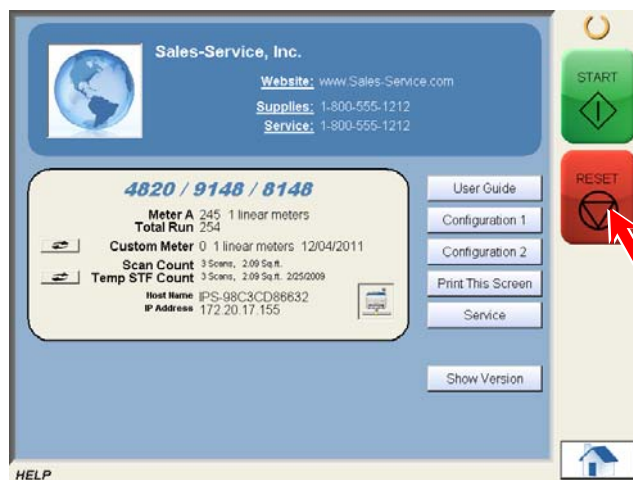 Sales-Service, Inc.
Website: www.Sales-Service.com
Supplies: 1-800-555-1212
Service: 1-800-555-1212
4820 / 9148 / 8148
Meter A 245 1 linear meters
Total Run 254
Custom Meter 0 1 linear meters 12/04/2011
Scan Count 3 Scans, 2.09 Sq.ft.
Temp STF Count 3 Scans, 2.09 Sq.ft. 2/25/2009
Host Name IPS-98C3CD86632
IP Address 172.20.17.155
User Guide
Configuration 1
Configuration 2
Print This Screen
Service
Show Version
START
RESET
HELP